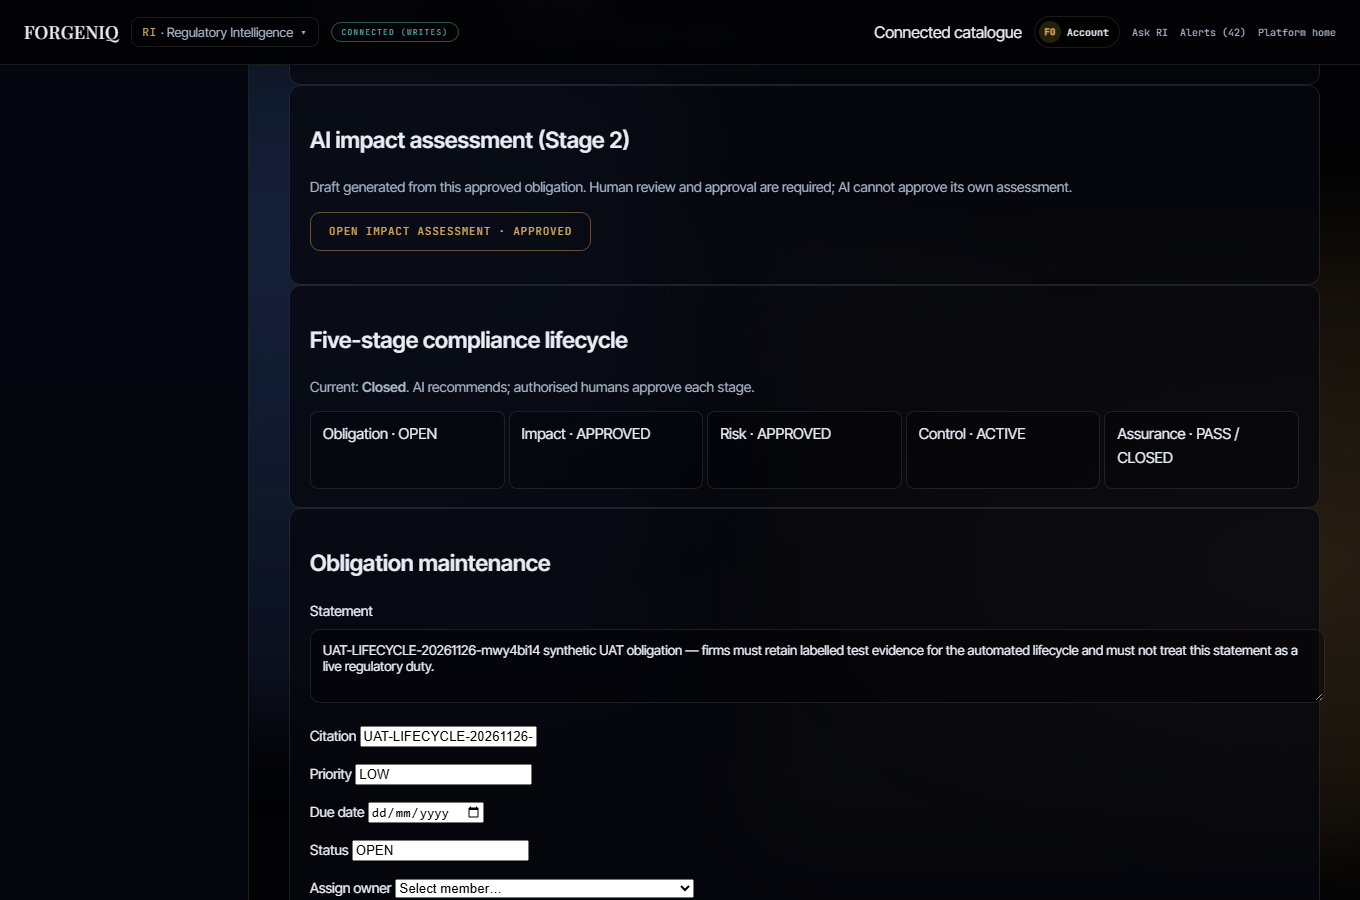 FORGENIQ
RI · Regulatory Intelligence ▾
CONNECTED (WRITES)
Connected catalogue
FO Account
Ask RI
Alerts (42)
Platform home
AI impact assessment (Stage 2)
Draft generated from this approved obligation. Human review and approval are required; AI cannot approve its own assessment.
OPEN IMPACT ASSESSMENT · APPROVED
Five-stage compliance lifecycle
Current: Closed. AI recommends; authorised humans approve each stage.
Obligation · OPEN
Impact · APPROVED
Risk · APPROVED
Control · ACTIVE
Assurance · PASS /
CLOSED
Obligation maintenance
Statement
UAT-LIFECYCLE-20261126-mwy4bi14 synthetic UAT obligation — firms must retain labelled test evidence for the automated lifecycle and must not treat this statement as a
live regulatory duty.
Citation UAT-LIFECYCLE-20261126-
Priority LOW
Due date dd/mm/yyyy
Status OPEN
Assign owner Select member...